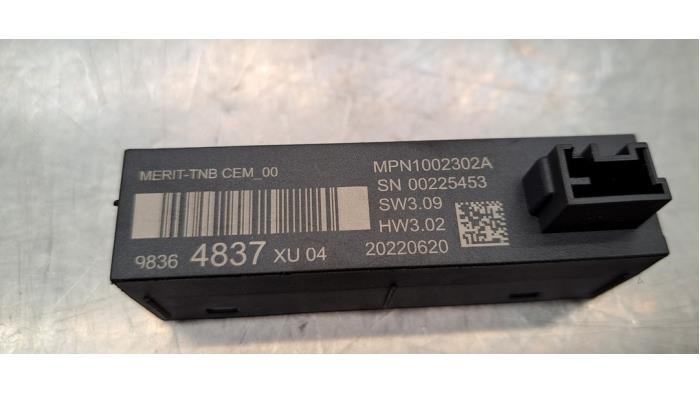 MERIT-TNB CEM_00
9836 4837 XU 04
MPN1002302A
SN 00225453
SW3.09
HW3.02
20220620